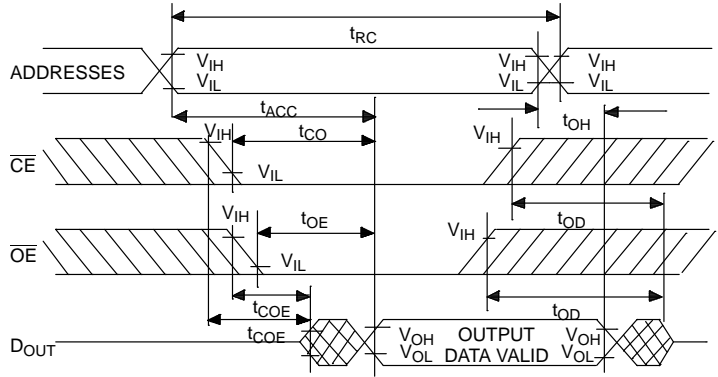 tRC
ADDRESSES
VIH
VIL
VIH
VIL
VIH
VIL
tACC
tOH
CE
VIH
tCO
VIL
VIH
OE
VIH
tOE
VIL
VIH
tOD
tCOE
tCOE
tOD
DOUT
VOH
VOL
OUTPUT
DATA VALID
VOH
VOL